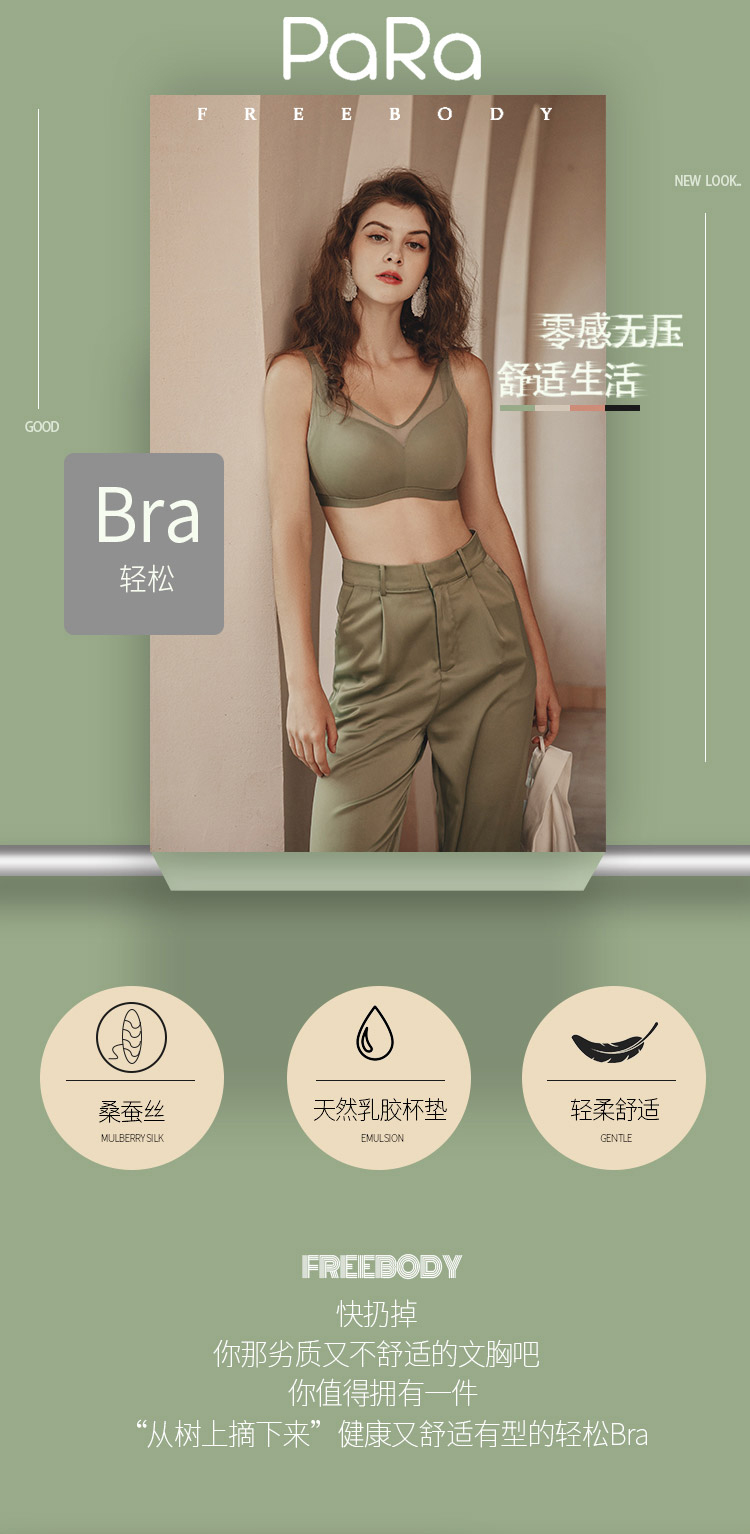 PaRa
FREEBODY
NEW LOOK..
零感无压
舒适生活
GOOD
Bra
轻松
桑蚕丝
MULBERRY SILK
天然乳胶杯垫
EMULSION
轻柔舒适
GENTLE
FREEBODY
快扔掉
你那劣质又不舒适的文胸吧
你值得拥有一件
“从树上摘下来”健康又舒适有型的轻松Bra